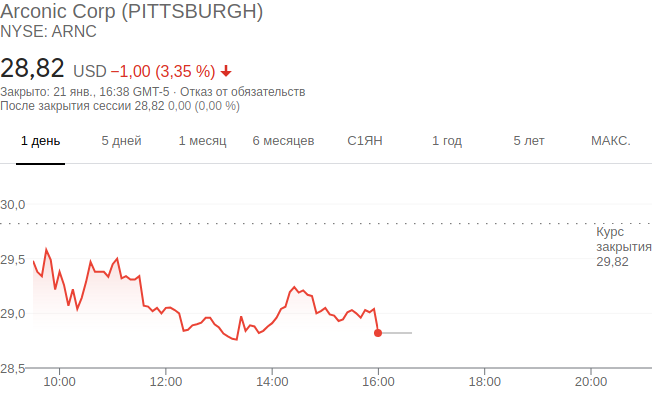 Arconic Corp (PITTSBURGH)
NYSE: ARNC
28,82 USD −1,00 (3,35 %)
Закрыто: 21 янв., 16:38 GMT-5 · Отказ от обязательств
После закрытия сессии 28,82 0,00 (0,00 %)
1 день 5 дней 1 месяц 6 месяцев С1ЯН 1 год 5 лет МАКС.
30,0
Курс
закрытия
29,82
29,5
29,0
28,5
10:00 12:00 14:00 16:00 18:00 20:00